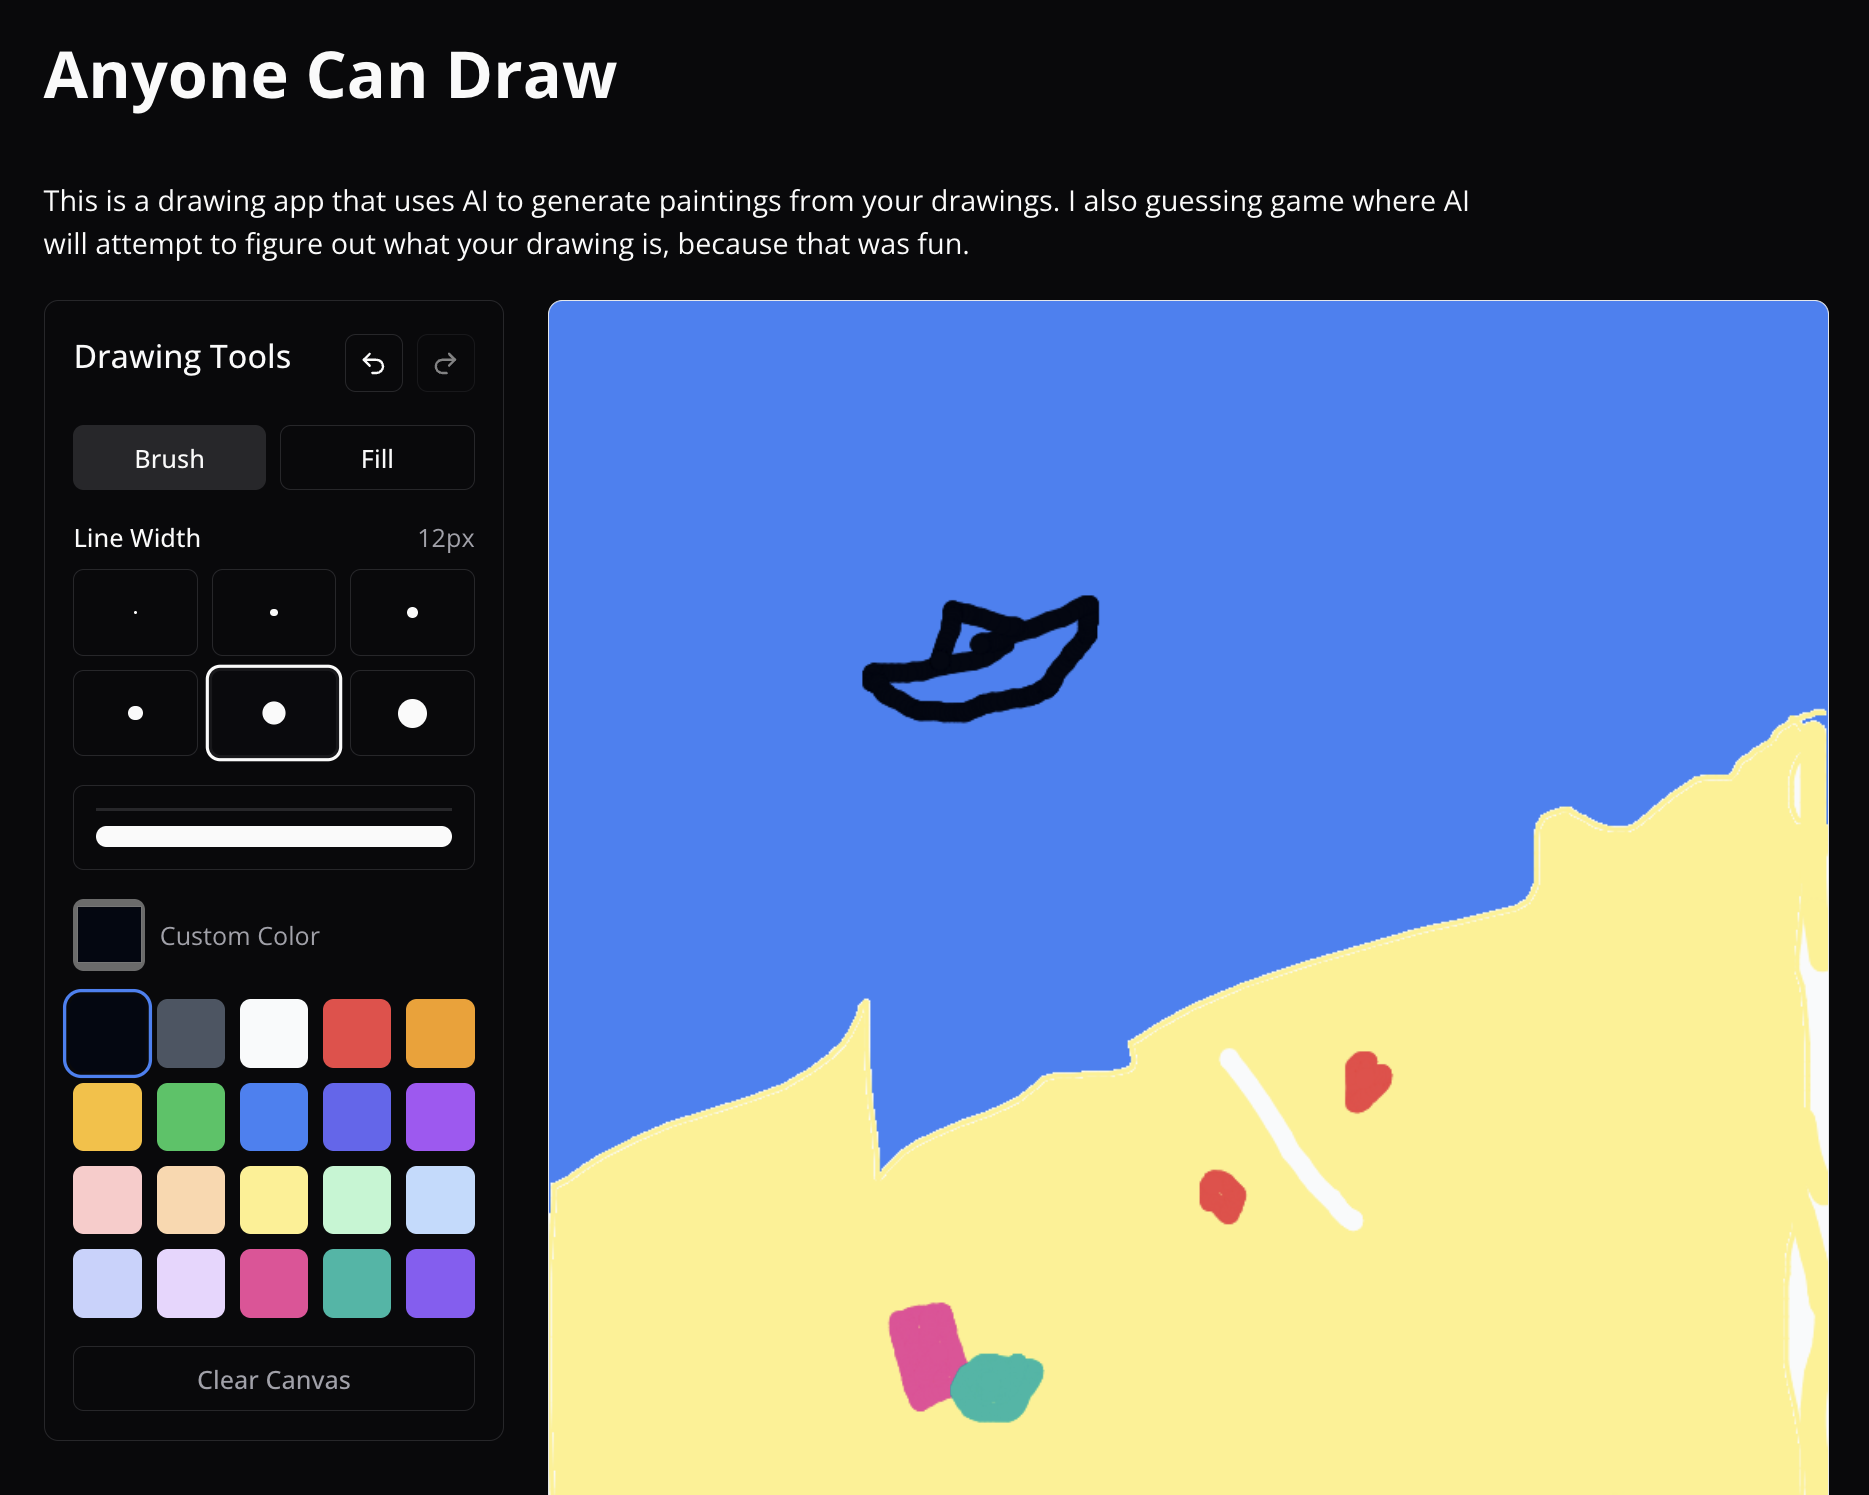 Anyone Can Draw
This is a drawing app that uses AI to generate paintings from your drawings. I also guessing game where AI
will attempt to figure out what your drawing is, because that was fun.
Drawing Tools
Brush
Fill
Line Width
12px
Custom Color
Clear Canvas